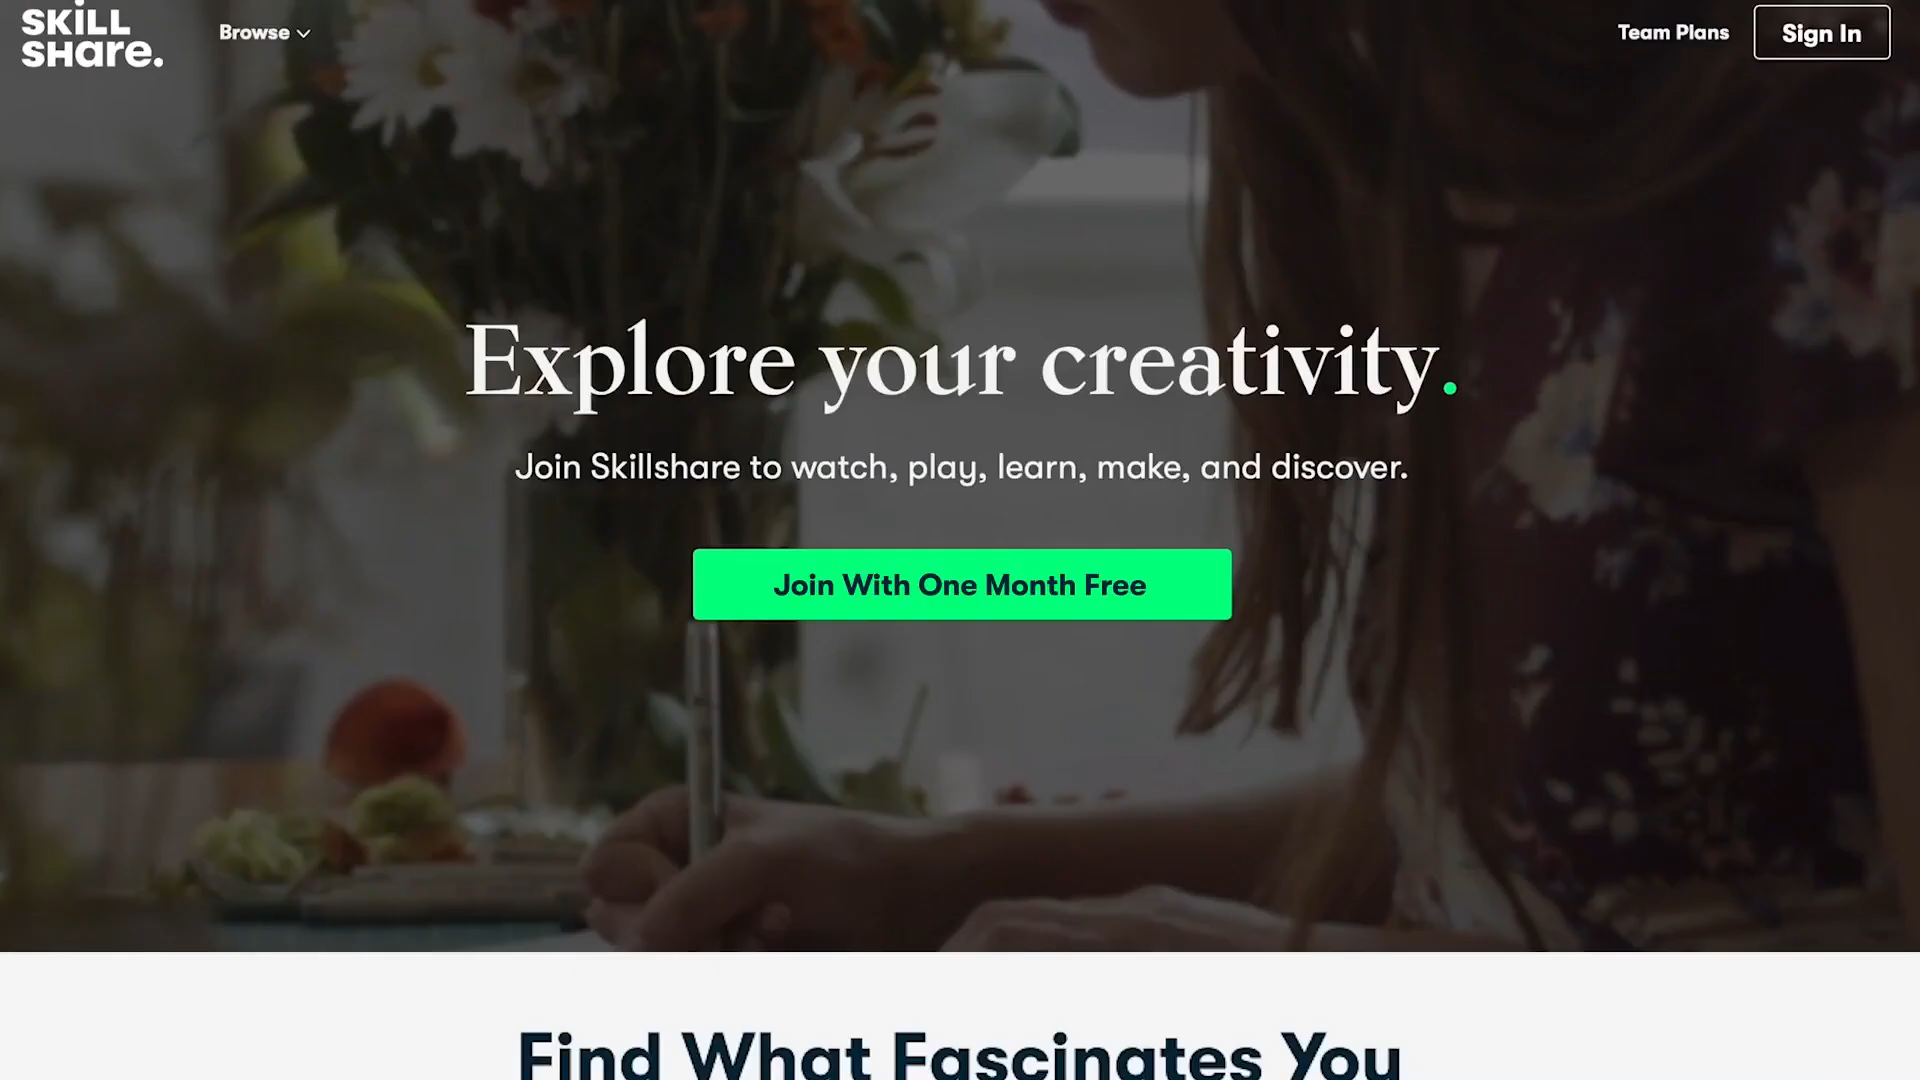 SKiLL
SHare.
Browse
Team Plans
Sign In
Explore your creativity.
Join Skillshare to watch, play, learn, make, and discover.
Join With One Month Free
Find What Fascinates You